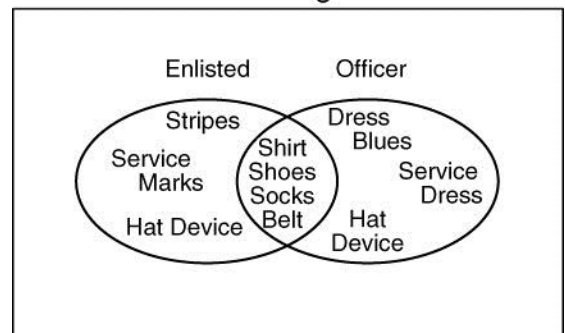 Enlisted
Officer
Stripes
Service
Marks
Hat Device
Shirt
Shoes
Socks
Belt
Dress
Blues
Service
Dress
Hat
Device